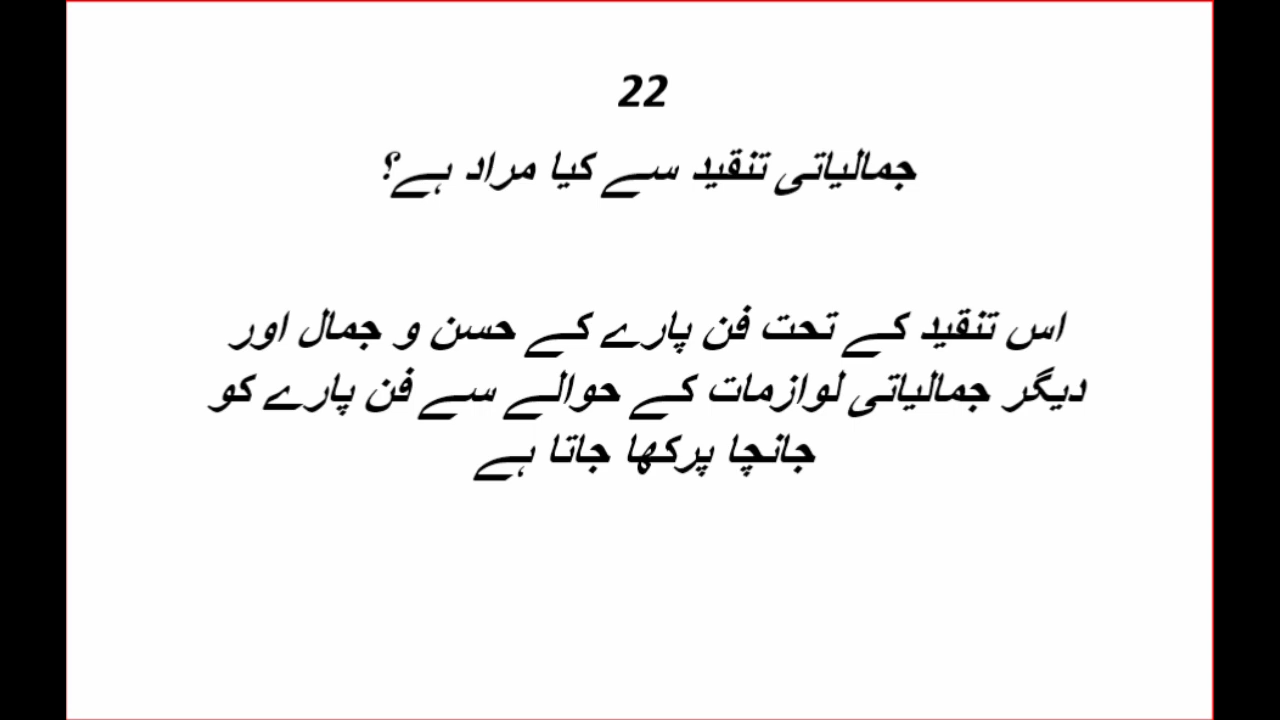 22
جمالیاتی تنقید سے کیا مراد ہے؟
اس تنقید کے تحت فن پارے کے حسن و جمال اور
دیگر جمالیاتی لوازمات کے حوالے سے فن پارے کو
جانچا پرکھا جاتا ہے